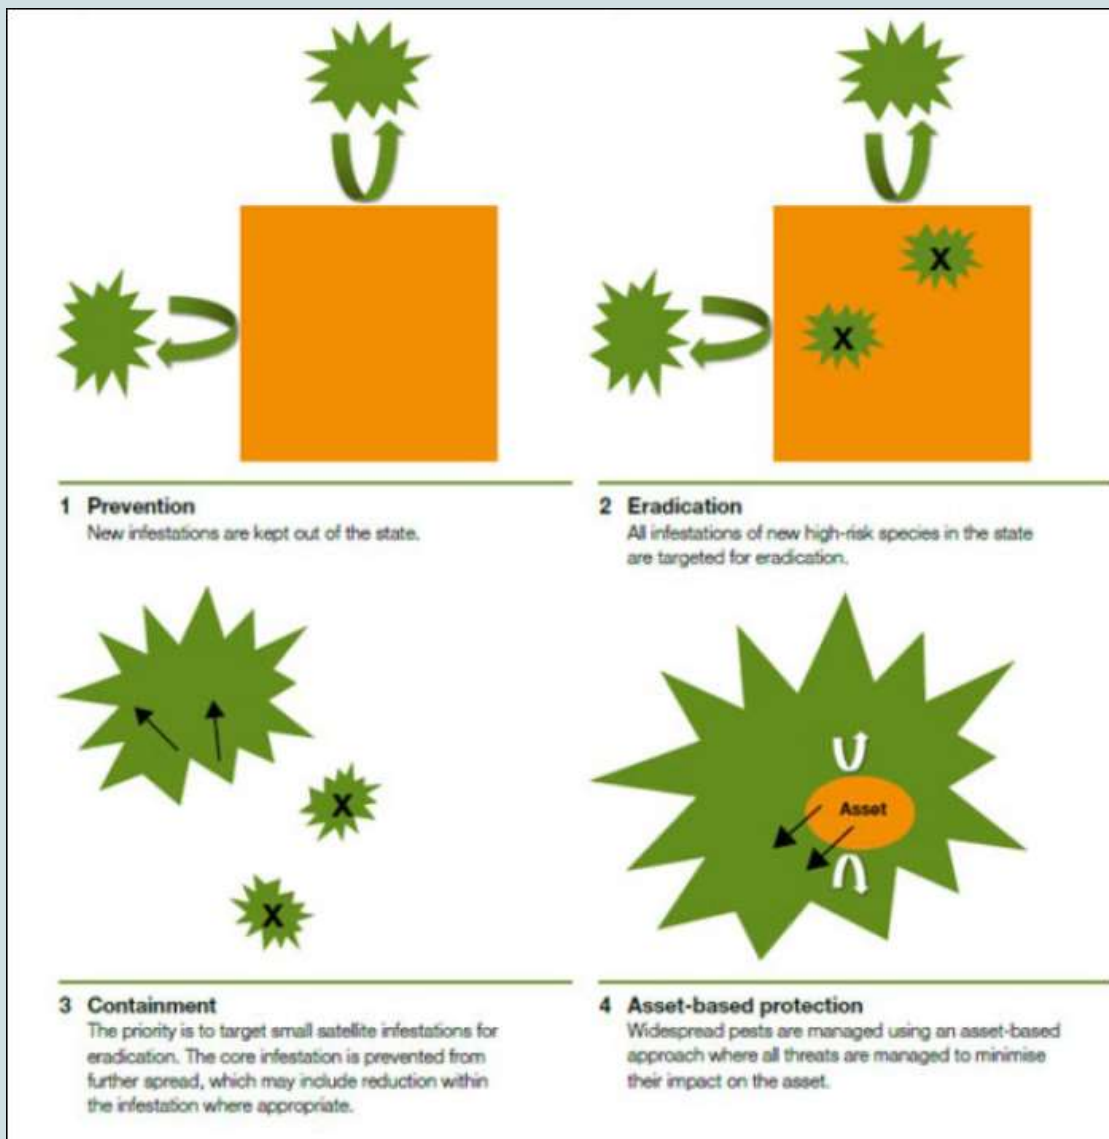 X
X
1 Prevention
New infestations are kept out of the state.
2 Eradication
All infestations of new high-risk species in the state
are targeted for eradication.
X
X
Asset
3 Containment
The priority is to target small satellite infestations for
eradication. The core infestation is prevented from
further spread, which may include reduction within
the infestation where appropriate.
4 Asset-based protection
Widespread pests are managed using an asset-based
approach where all threats are managed to minimise
their impact on the asset.